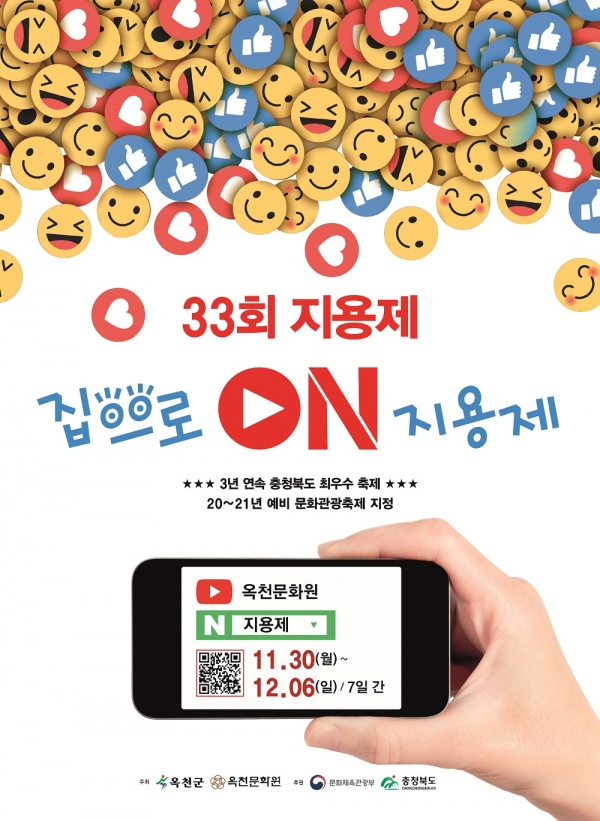 33회 지용제
집으로 ON 지용제
★★★ 3년 연속 충청북도 최우수 축제 ★★★
20~21년 예비 문화관광축제 지정
옥천문화원
N 지용제
11.30(월)~
12.06(일) / 7일 간
주최 옥천군 옥천문화원 후원 문화체육관광부 충청북도
CHUNGCHEONGBUK-DO